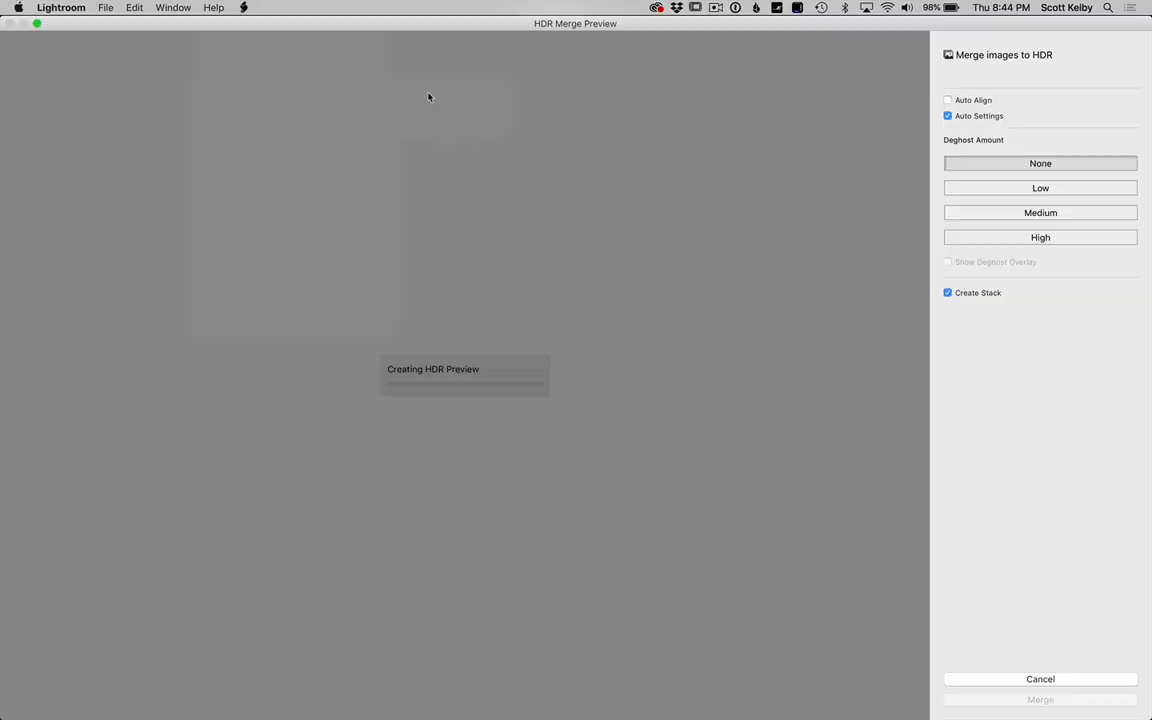 Lightroom File Edit Window Help 98% Thu 8:44 PM Scott Kelby
HDR Merge Preview
Merge images to HDR
Auto Align
Auto Settings
Deghost Amount
None
Low
Medium
High
Show Deghost Overlay
Create Stack
Creating HDR Preview
Cancel
Merge